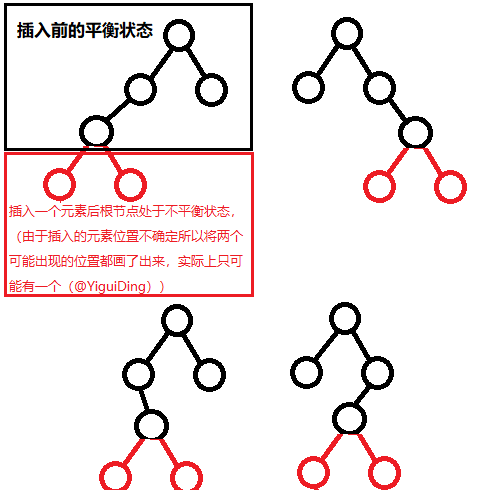 插入前的平衡状态
插入一个元素后根节点处于不平衡状态，
（由于插入的元素位置不确定所以将两个
可能出现的位置都画了出来，实际上只可
能有一个（@YiguiDing））